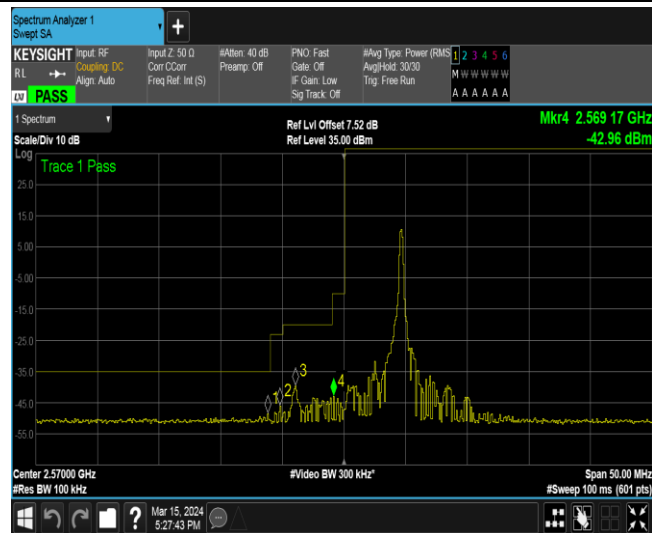 Spectrum Analyzer 1
Swept SA
+
KEYSIGHT
RL
LXI PASS
Input: RF
Coupling: DC
Align: Auto
Input Z: 50 Ω
Corr CCorr
Freq Ref: Int (S)
#Atten: 40 dB
Preamp: Off
PNO: Fast
Gate: Off
IF Gain: Low
Sig Track: Off
#Avg Type: Power (RMS
Avg|Hold: 30/30
Trig: Free Run
1 2 3 4 5 6
M W W W W W
A A A A A A
1 Spectrum
Scale/Div 10 dB
Ref Lvl Offset 7.52 dB
Ref Level 35.00 dBm
Mkr4 2.569 17 GHz
-42.96 dBm
Log
Trace 1 Pass
25.0
15.0
5.00
-5.00
-15.0
-25.0
-35.0
-45.0
-55.0
1
2
3
4
Center 2.57000 GHz
#Res BW 100 kHz
#Video BW 300 kHz*
Span 50.00 MHz
#Sweep 100 ms (601 pts)
?
Mar 15, 2024
5:27:43 PM